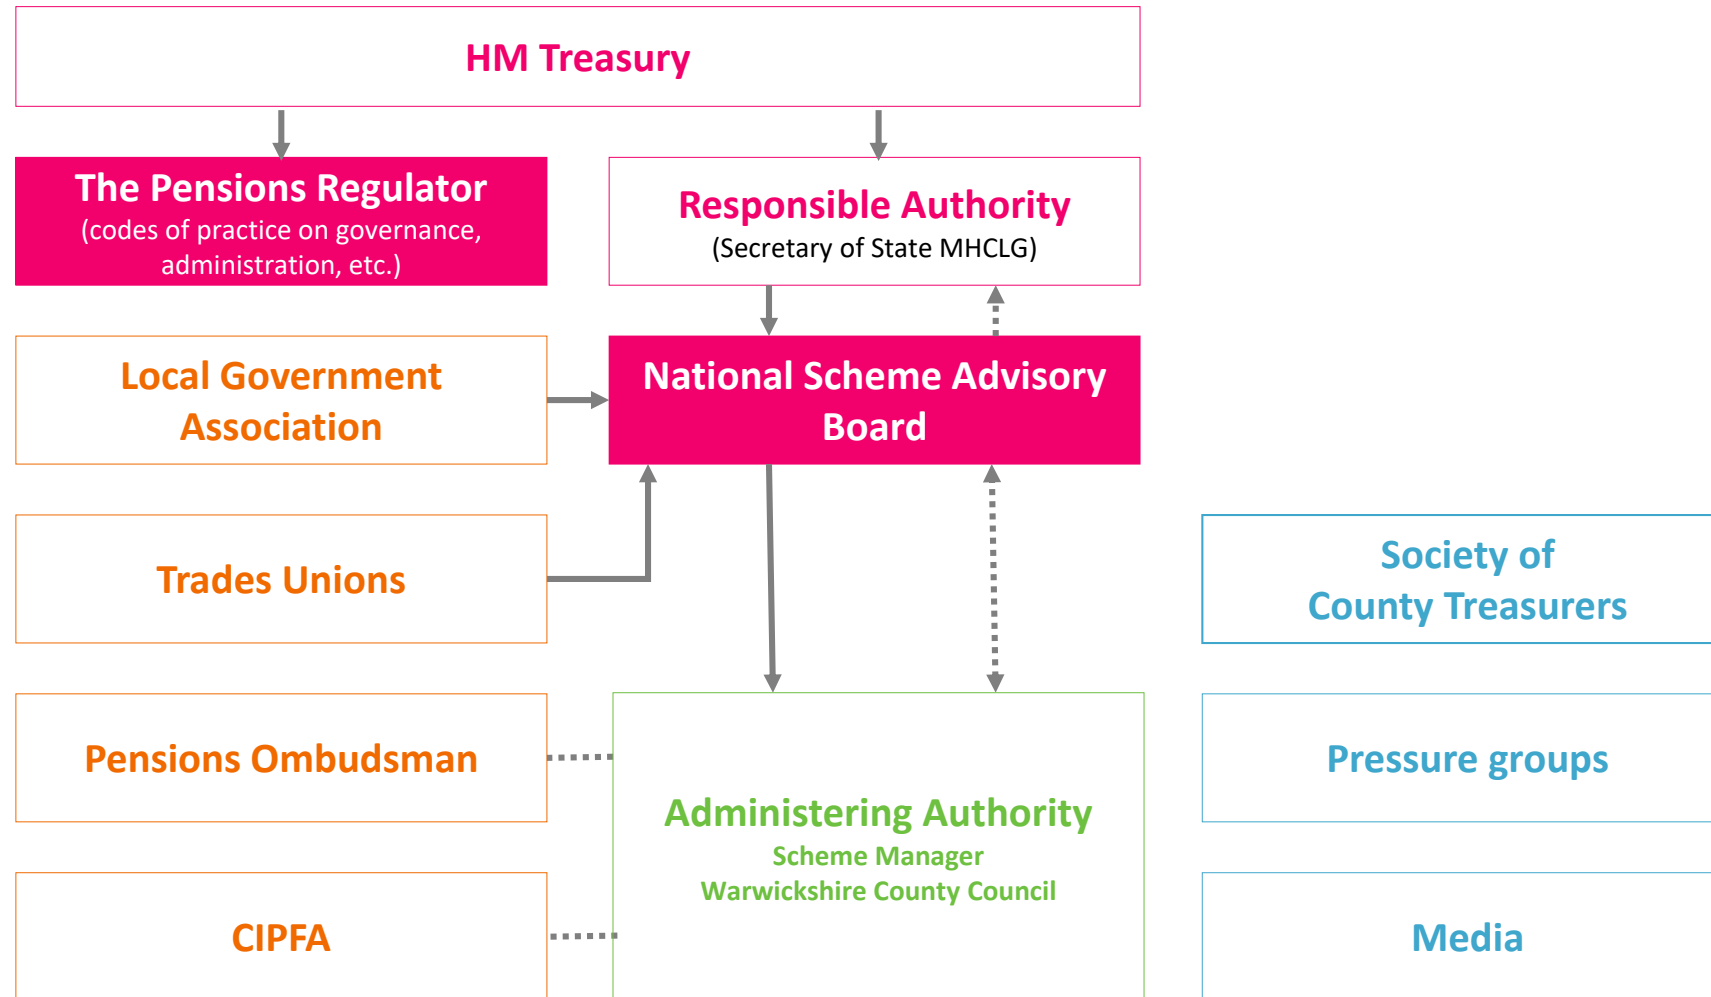 HM Treasury
The Pensions Regulator
(codes of practice on governance,
administration, etc.)
Responsible Authority
(Secretary of State MHCLG)
Local Government
Association
National Scheme Advisory
Board
Trades Unions
Society of
County Treasurers
Pensions Ombudsman
Administering Authority
Scheme Manager
Warwickshire County Council
Pressure groups
CIPFA
Media